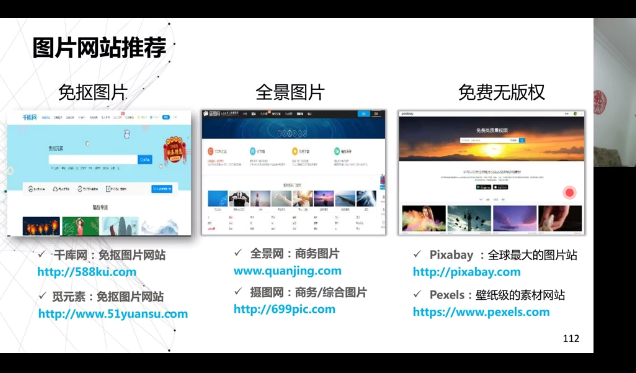 图片网站推荐
免抠图片
全景图片
免费无版权
千库网
✓ 千库网：免抠图片网站
http://588ku.com
✓ 觅元素：免抠图片网站
http://www.51yuansu.com
✓ 全景网：商务图片
www.quanjing.com
✓ 摄图网：商务/综合图片
http://699pic.com
✓ Pixabay ：全球最大的图片站
http://pixabay.com
✓ Pexels：壁纸级的素材网站
https://www.pexels.com
112